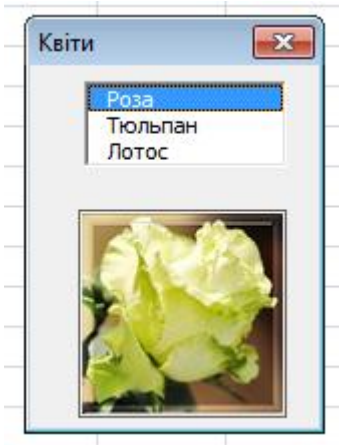 Квіти
Роза
Тюльпан
Лотос